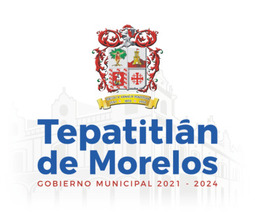 Tepatitlán
de Morelos
GOBIERNO MUNICIPAL 2021 - 2024